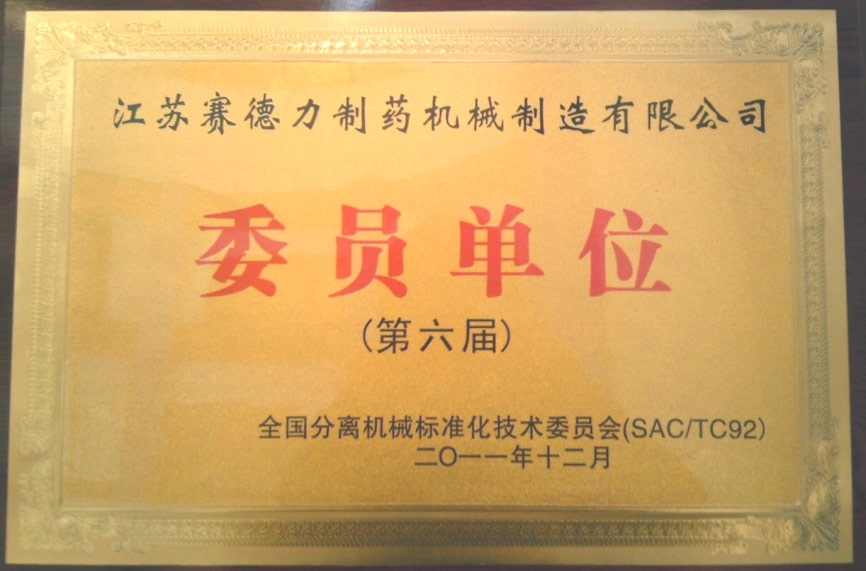 江苏赛德力制药机械制造有限公司
委员单位
(第六届)
全国分离机械标准化技术委员会(SAC/TC92)
二O一一年十二月